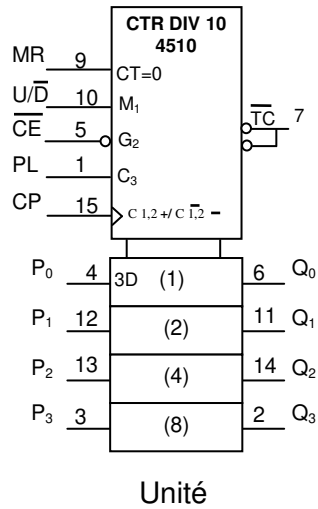 CTR DIV 10
4510
MR 9 CT=0
U/D̅ 10 M₁
C̅E̅ 5 G₂
PL 1 C₃
CP 15 C 1,2 + / C 1̅,̅2̅ −
T̅C̅ 7
P₀ 4 3D (1) 6 Q₀
P₁ 12 (2) 11 Q₁
P₂ 13 (4) 14 Q₂
P₃ 3 (8) 2 Q₃
Unité